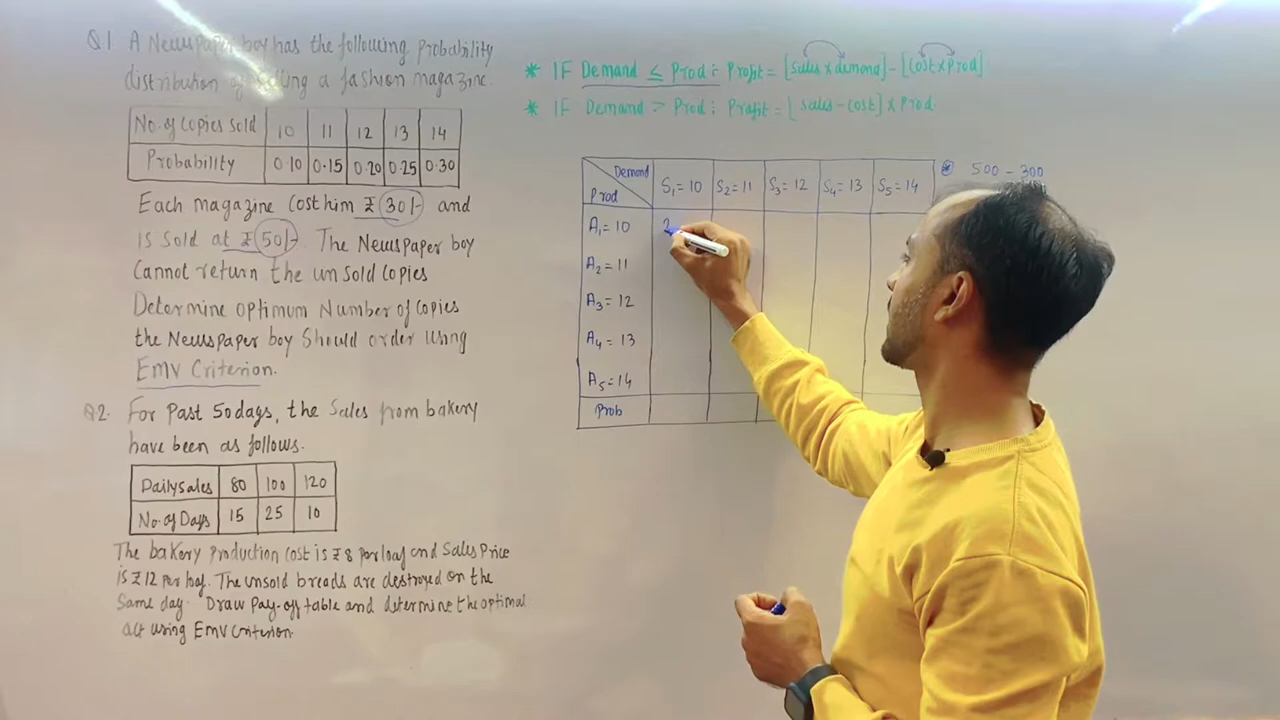 Q1. A Newspaper boy has the following Probability
distribution of selling a fashion magazine.
No. of Copies Sold 10 11 12 13 14
Probability 0.10 0.15 0.20 0.25 0.30
Each magazine Cost him ₹ 30/- and
is Sold at ₹ 50/- The Newspaper boy
Cannot return the unsold copies
Determine Optimum Number of Copies
the Newspaper boy Should order Using
EMV Criterion.
Q2. For Past 50 days, the Sales from bakery
have been as follows.
Daily sales 80 100 120
No. of Days 15 25 10
The bakery Production Cost is ₹ 8 Per loaf and Sales Price
is ₹ 12 Per loaf. The unsold breads are destroyed on the
Same day. Draw Pay-off table and determine the optimal
act using EMV Criterion.
* IF Demand ≤ Prod : Profit = [Sales × demand] - [Cost × Prod]
* IF Demand > Prod : Profit = [Sales - Cost] × Prod
Demand
Prod
S₁ = 10 S₂ = 11 S₃ = 12 S₄ = 13 S₅ = 14
A₁ = 10 2
A₂ = 11
A₃ = 12
A₄ = 13
A₅ = 14
Prob
500 - 300